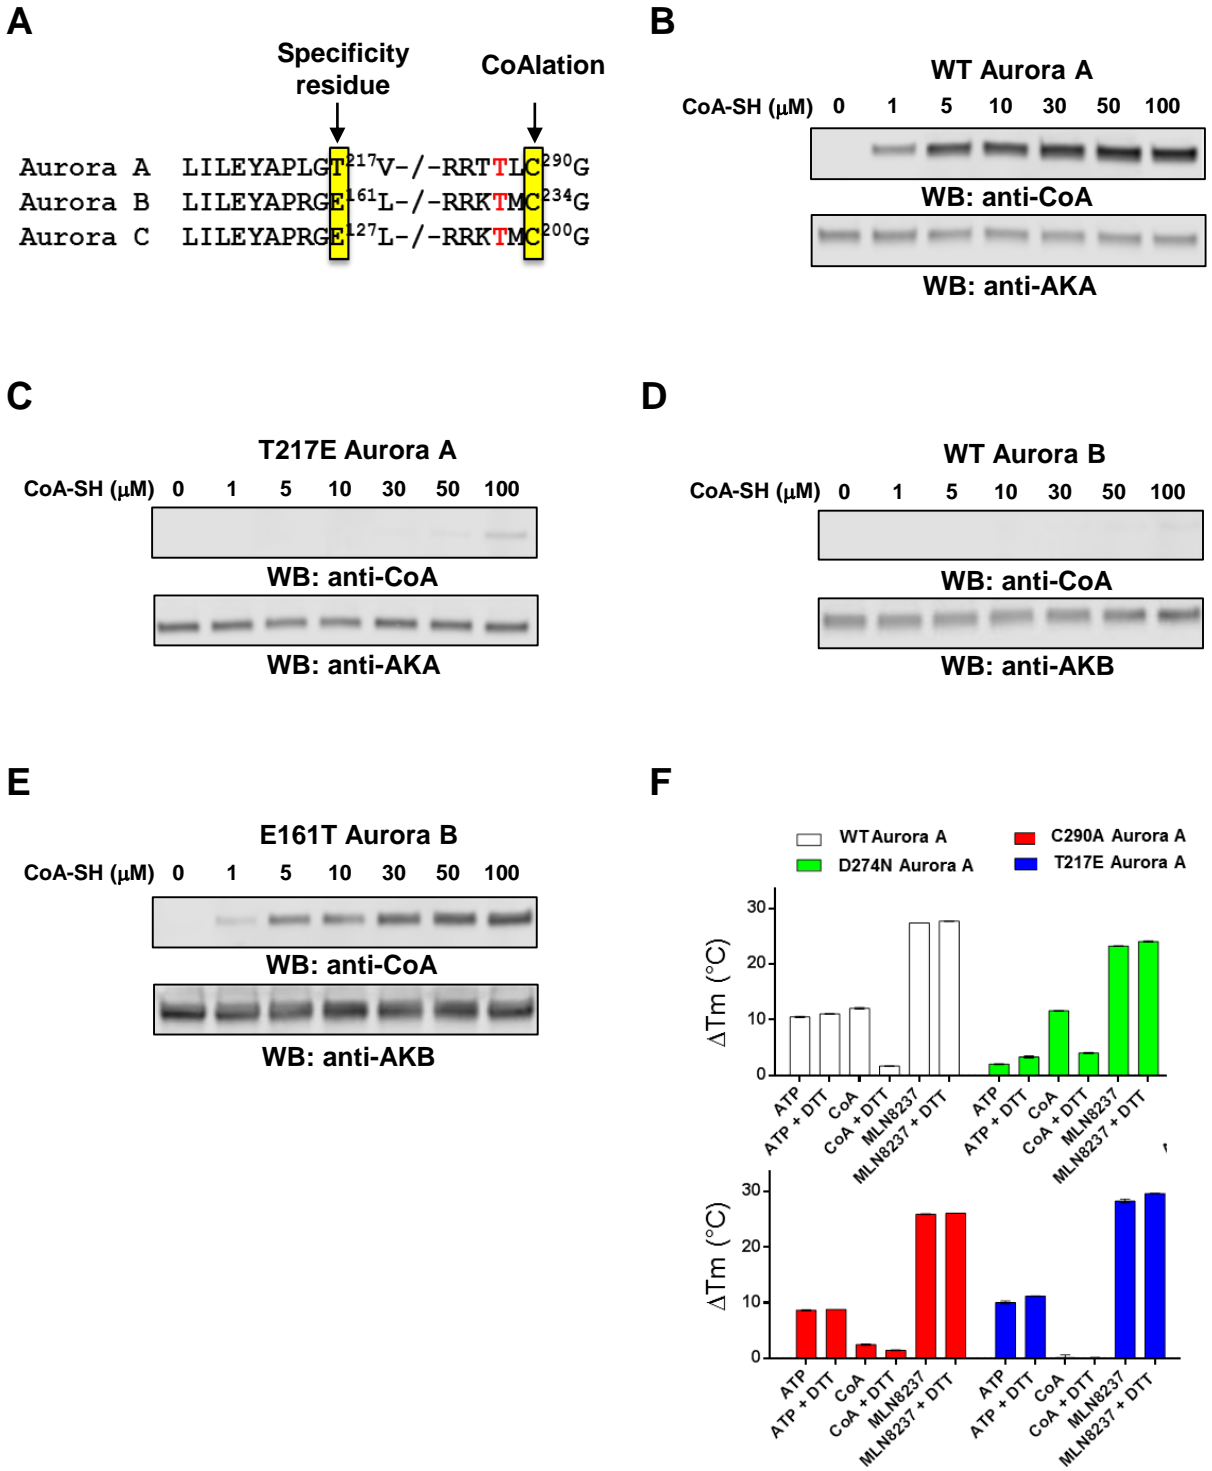 A
Specificity
residue
CoAlation
Aurora A LILEYAPLGT217V-/-RRTTLC290G
Aurora B LILEYAPRGE161L-/-RRKTMC234G
Aurora C LILEYAPRGE127L-/-RRKTMC200G
B
WT Aurora A
CoA-SH (µM) 0 1 5 10 30 50 100
WB: anti-CoA
WB: anti-AKA
C
T217E Aurora A
CoA-SH (µM) 0 1 5 10 30 50 100
WB: anti-CoA
WB: anti-AKA
D
WT Aurora B
CoA-SH (µM) 0 1 5 10 30 50 100
WB: anti-CoA
WB: anti-AKB
E
E161T Aurora B
CoA-SH (µM) 0 1 5 10 30 50 100
WB: anti-CoA
WB: anti-AKB
F
WT Aurora A
C290A Aurora A
D274N Aurora A
T217E Aurora A
ΔTm (°C)
30
20
10
0
ATP
ATP + DTT
CoA
CoA + DTT
MLN8237
MLN8237 + DTT
ATP
ATP + DTT
CoA
CoA + DTT
MLN8237
MLN8237 + DTT
ΔTm (°C)
30
20
10
0
ATP
ATP + DTT
CoA
CoA + DTT
MLN8237
MLN8237 + DTT
ATP
ATP + DTT
CoA
CoA + DTT
MLN8237
MLN8237 + DTT